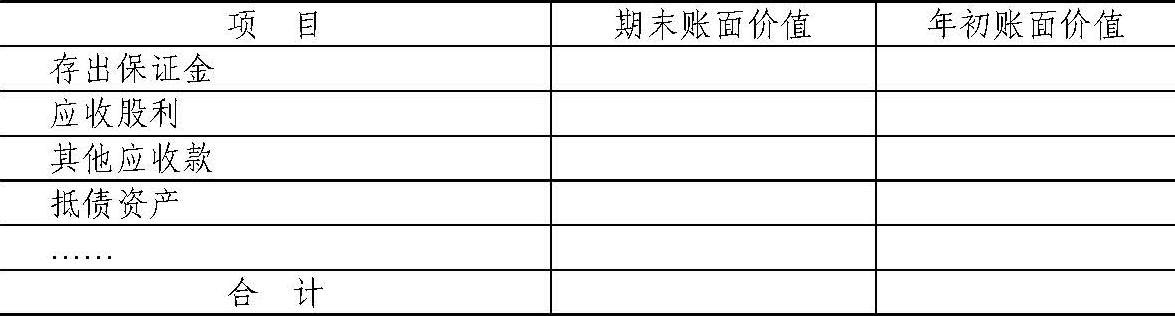 项 目 期末账面价值 年初账面价值
存出保证金
应收股利
其他应收款
抵债资产
……
合 计